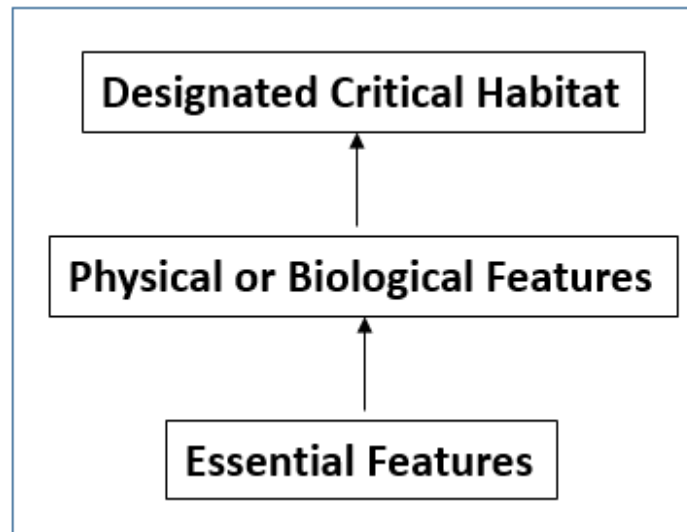 Designated Critical Habitat
Physical or Biological Features
Essential Features